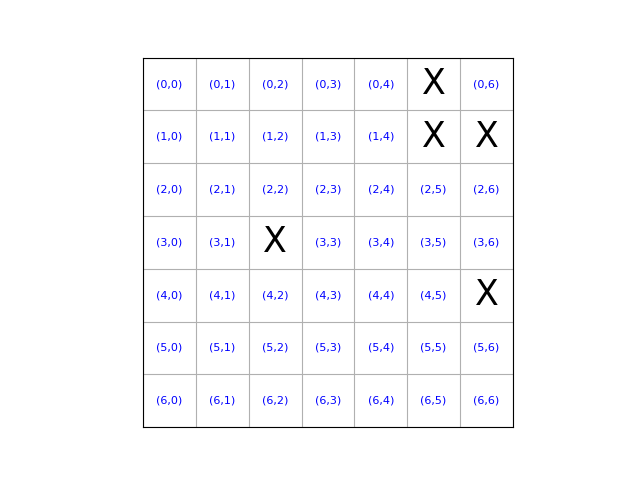 (0,0) (0,1) (0,2) (0,3) (0,4) X (0,6)
(1,0) (1,1) (1,2) (1,3) (1,4) X X
(2,0) (2,1) (2,2) (2,3) (2,4) (2,5) (2,6)
(3,0) (3,1) X (3,3) (3,4) (3,5) (3,6)
(4,0) (4,1) (4,2) (4,3) (4,4) (4,5) X
(5,0) (5,1) (5,2) (5,3) (5,4) (5,5) (5,6)
(6,0) (6,1) (6,2) (6,3) (6,4) (6,5) (6,6)